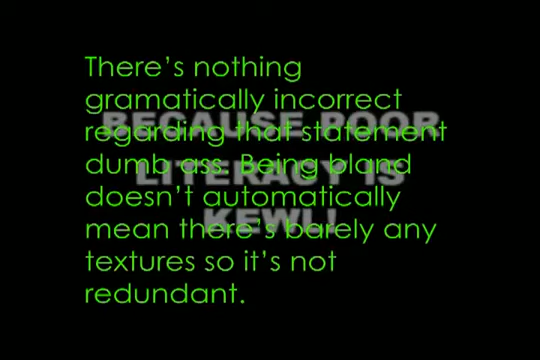 There's nothing
gramatically incorrect
regarding that statement
dumb ass. Being bland
doesn't automatically
mean there's barely any
textures so it's not
redundant.
BECAUSE POOR
LITERACY IS
KEWL!